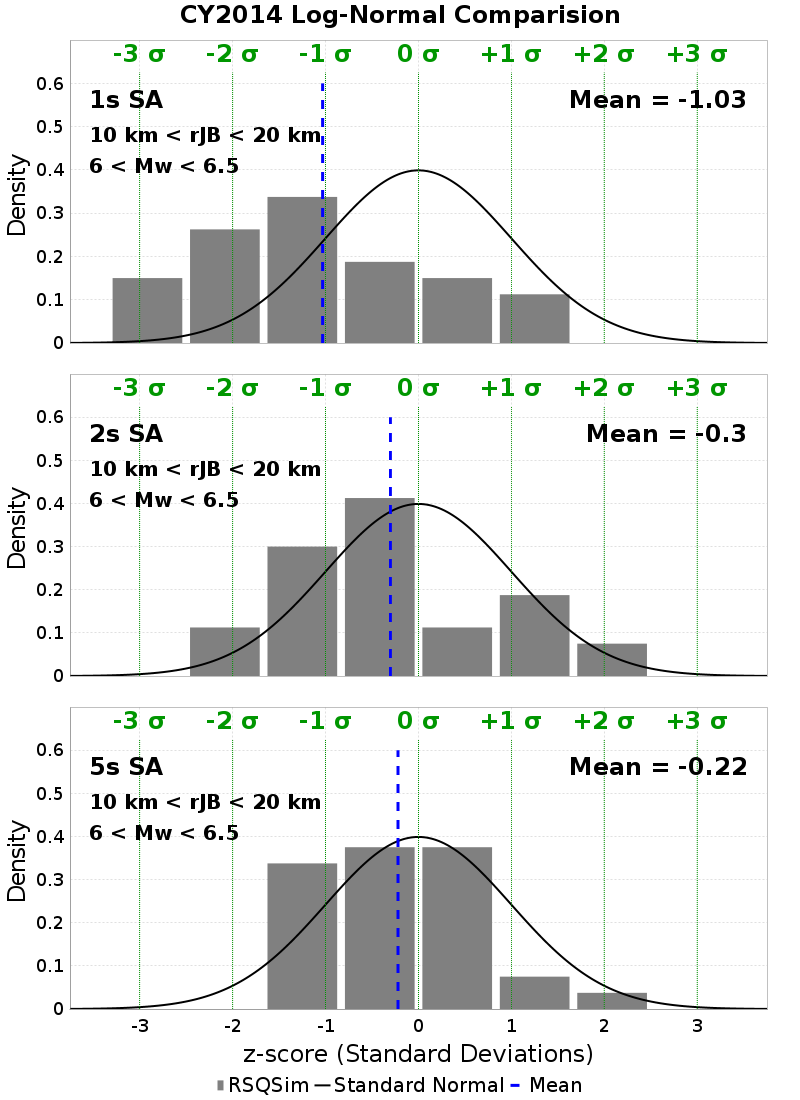 CY2014 Log-Normal Comparision
-3 σ -2 σ -1 σ 0 σ +1 σ +2 σ +3 σ
1s SA
Mean = -1.03
10 km < rJB < 20 km
6 < Mw < 6.5
0.6
0.5
0.4
0.3
0.2
0.1
0
Density
-3 σ -2 σ -1 σ 0 σ +1 σ +2 σ +3 σ
2s SA
Mean = -0.3
10 km < rJB < 20 km
6 < Mw < 6.5
0.6
0.5
0.4
0.3
0.2
0.1
0
Density
-3 σ -2 σ -1 σ 0 σ +1 σ +2 σ +3 σ
5s SA
Mean = -0.22
10 km < rJB < 20 km
6 < Mw < 6.5
0.6
0.5
0.4
0.3
0.2
0.1
0
Density
-3 -2 -1 0 1 2 3
z-score (Standard Deviations)
RSQSim Standard Normal Mean